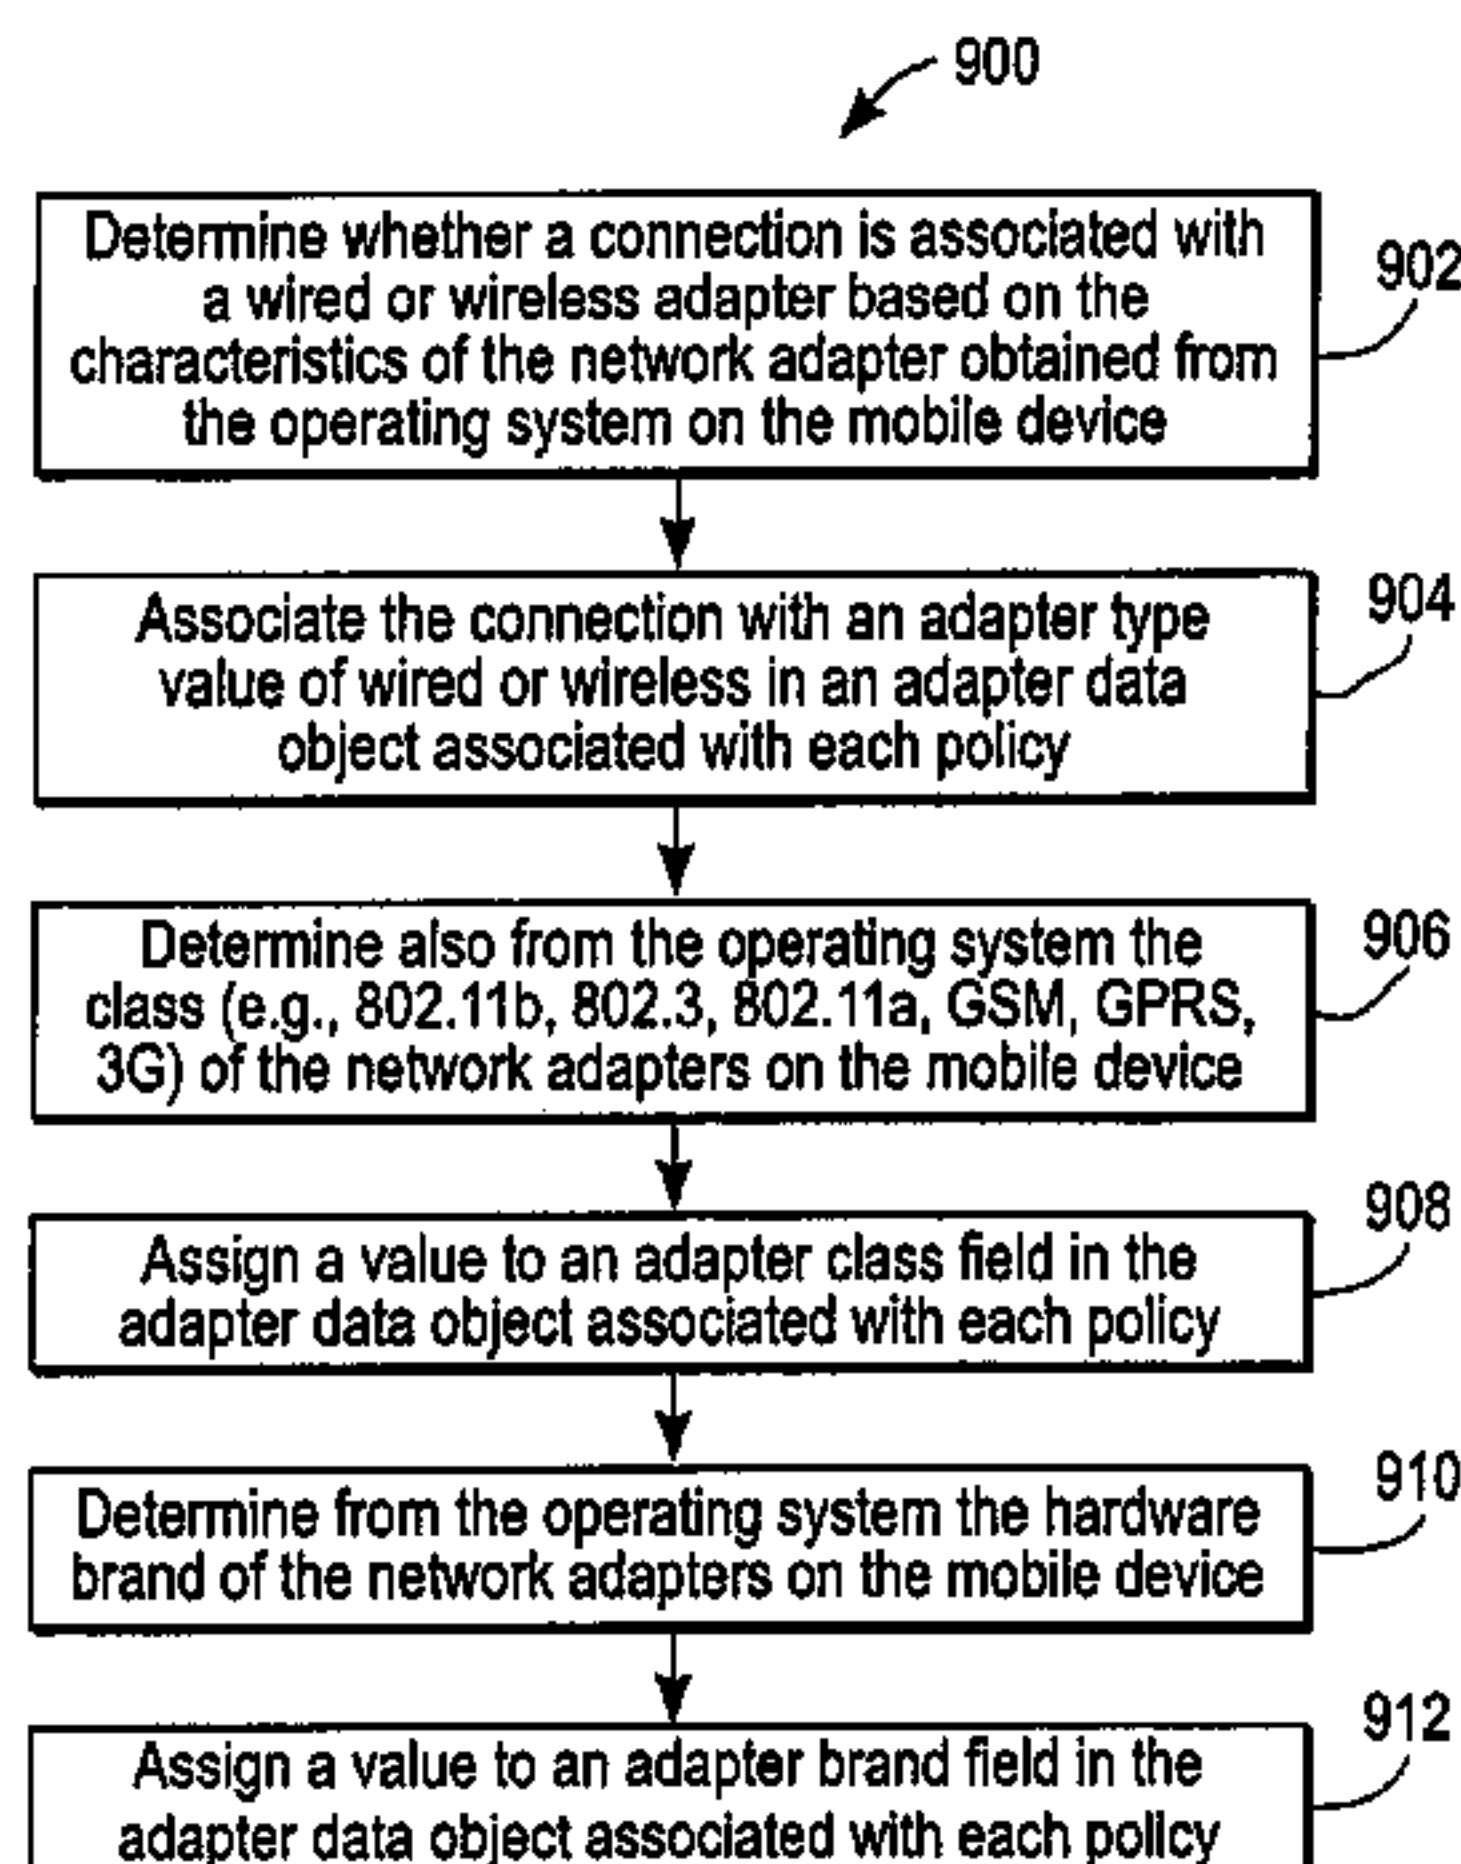 900
Determine whether a connection is associated with
a wired or wireless adapter based on the
characteristics of the network adapter obtained from
the operating system on the mobile device
902
Associate the connection with an adapter type
value of wired or wireless in an adapter data
object associated with each policy
904
Determine also from the operating system the
class (e.g., 802.11b, 802.3, 802.11a, GSM, GPRS,
3G) of the network adapters on the mobile device
906
Assign a value to an adapter class field in the
adapter data object associated with each policy
908
Determine from the operating system the hardware
brand of the network adapters on the mobile device
910
Assign a value to an adapter brand field in the
adapter data object associated with each policy
912